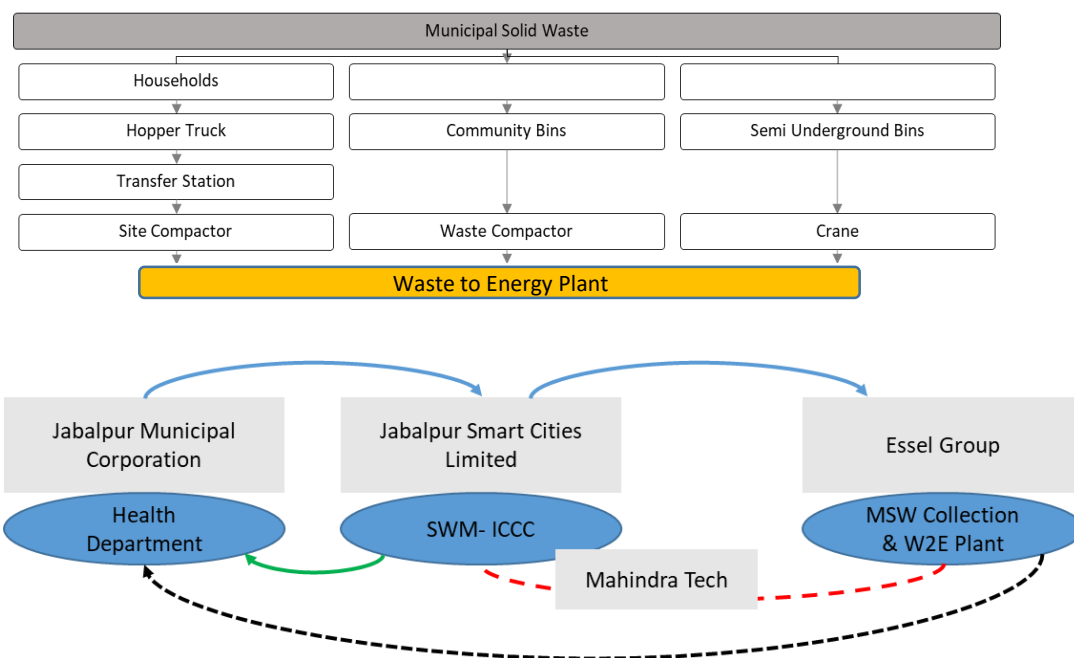 Municipal Solid Waste
Households
Hopper Truck
Community Bins
Semi Underground Bins
Transfer Station
Site Compactor
Waste Compactor
Crane
Waste to Energy Plant
Jabalpur Municipal
Corporation
Jabalpur Smart Cities
Limited
Essel Group
Health
Department
SWM- ICCC
MSW Collection
& W2E Plant
Mahindra Tech